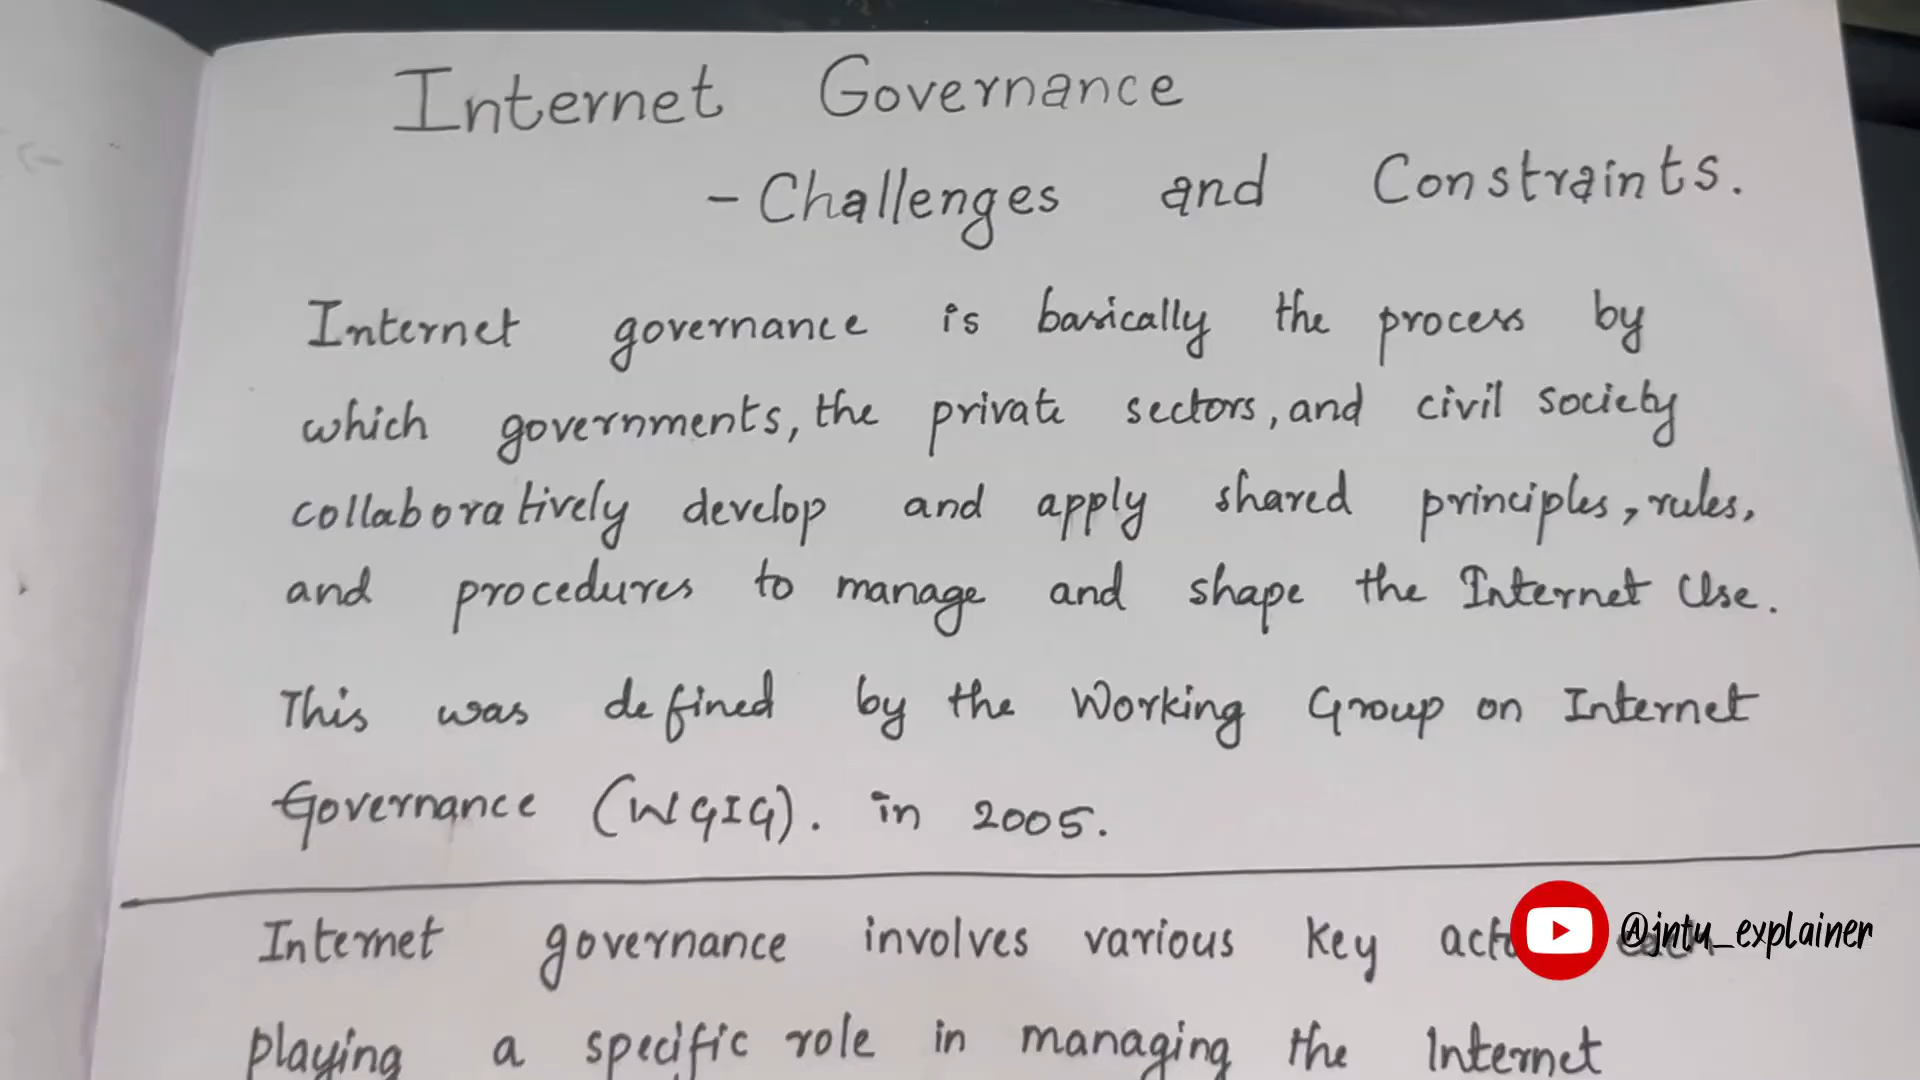 Internet Governance
- Challenges and Constraints.
Internet governance is basically the process by
which governments, the private sectors, and civil society
collaboratively develop and apply shared principles, rules,
and procedures to manage and shape the Internet Use.
This was defined by the Working Group on Internet
Governance (WGIG). in 2005.
Internet governance involves various key
@jntu_explainer
playing a specific role in managing the Internet